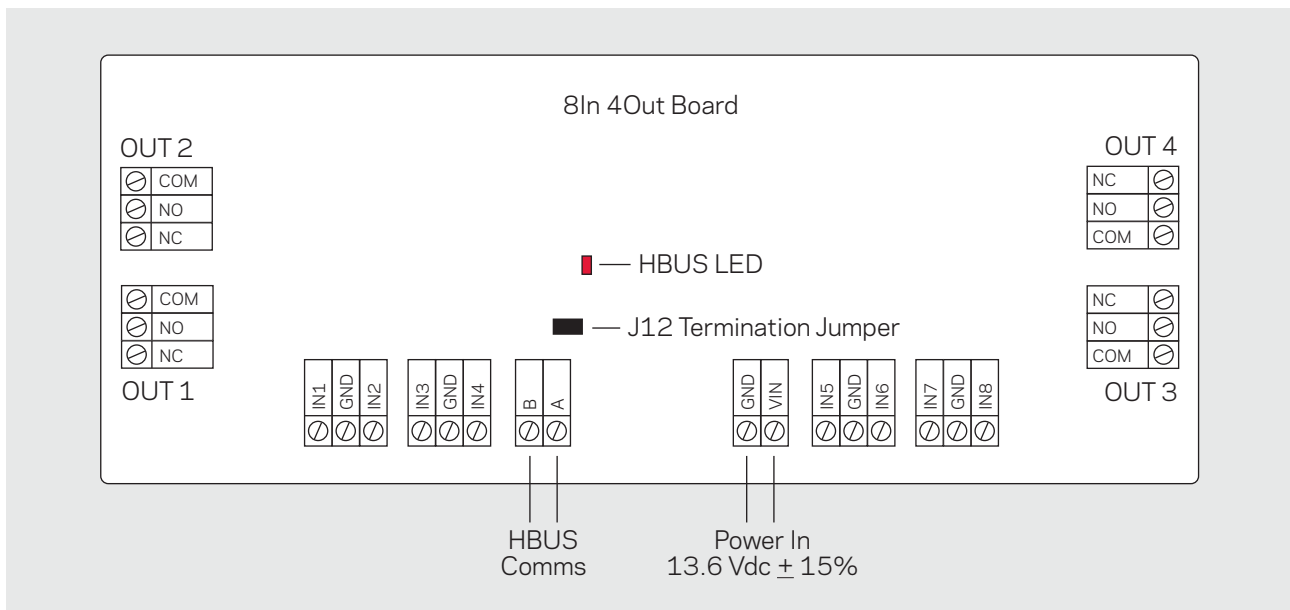 8In 4Out Board
OUT 2
COM
NO
NC
COM
NO
NC
OUT 1
OUT 4
NC
NO
COM
NC
NO
COM
OUT 3
HBUS LED
J12 Termination Jumper
IN1
GND
IN2
IN3
GND
IN4
B
A
GND
VIN
IN5
GND
IN6
IN7
GND
IN8
HBUS
Comms
Power In
13.6 Vdc ± 15%